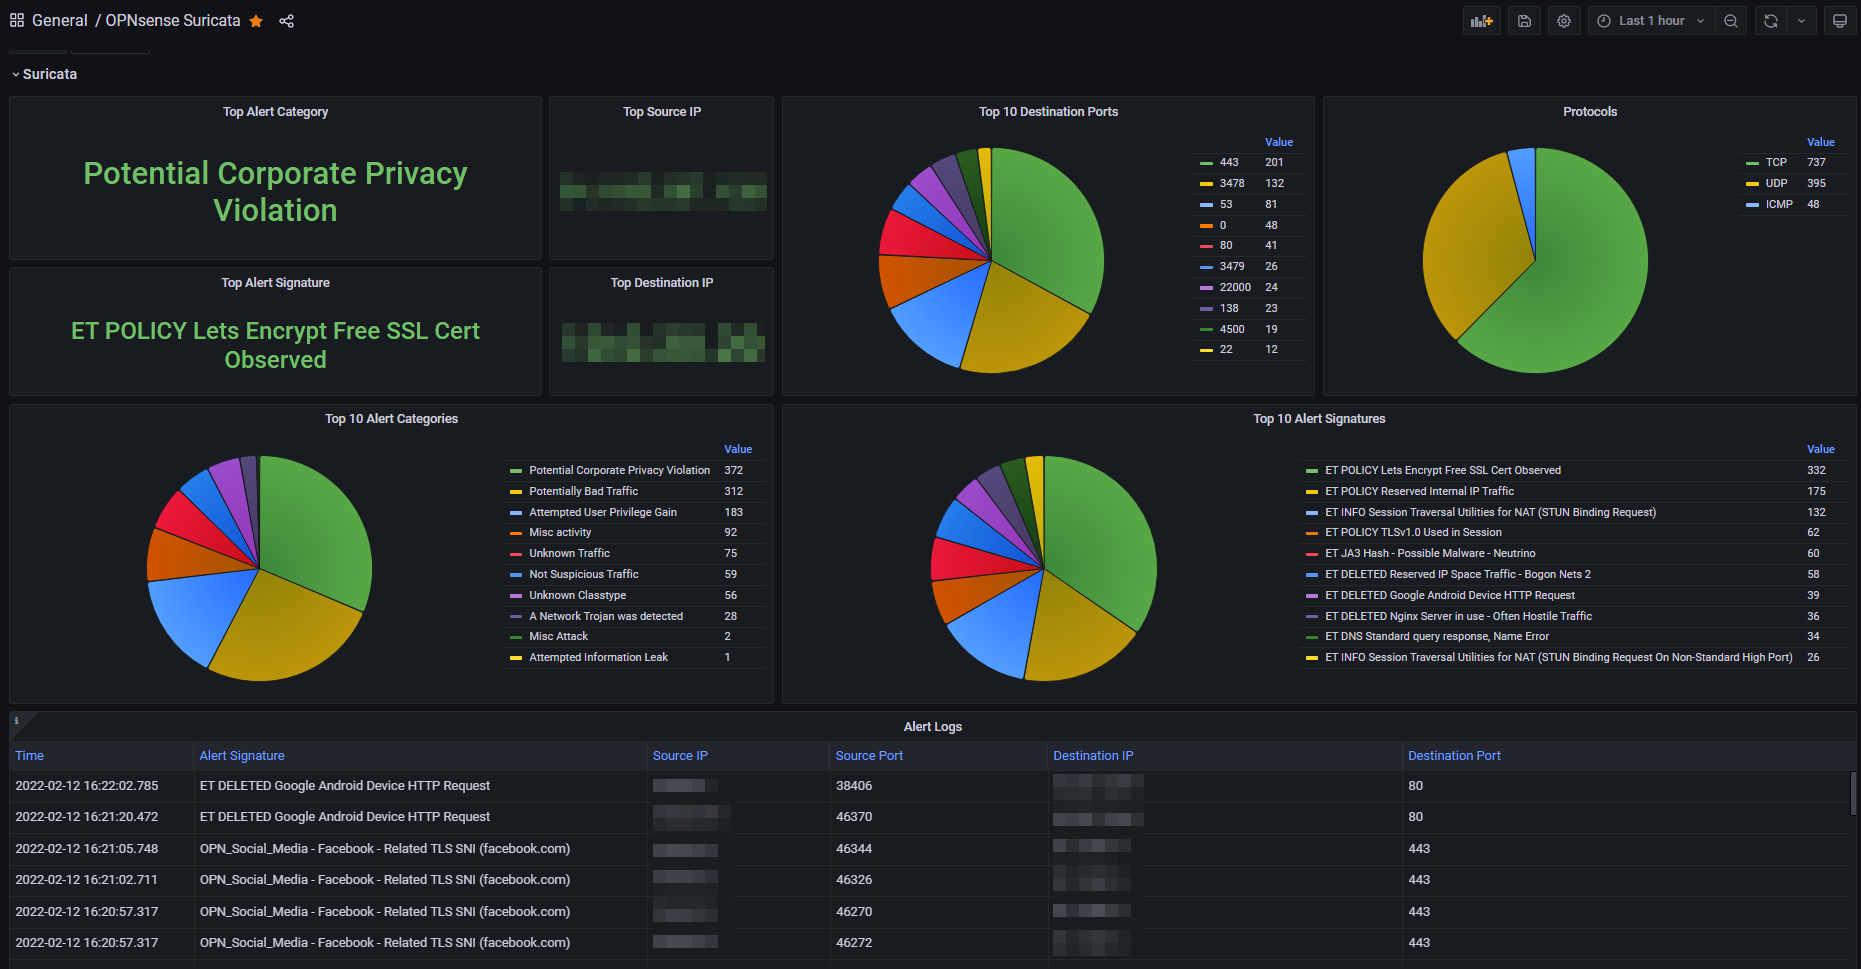 General / OPNsense Suricata
Last 1 hour
Suricata
Top Alert Category
Potential Corporate Privacy
Violation
Top Source IP
Top Alert Signature
ET POLICY Lets Encrypt Free SSL Cert
Observed
Top Destination IP
Top 10 Destination Ports
Value
443 201
3478 132
53 81
0 48
80 41
3479 26
22000 24
138 23
4500 19
22 12
Protocols
Value
TCP 737
UDP 395
ICMP 48
Top 10 Alert Categories
Value
Potential Corporate Privacy Violation 372
Potentially Bad Traffic 312
Attempted User Privilege Gain 183
Misc activity 92
Unknown Traffic 75
Not Suspicious Traffic 59
Unknown Classtype 56
A Network Trojan was detected 28
Misc Attack 2
Attempted Information Leak 1
Top 10 Alert Signatures
Value
ET POLICY Lets Encrypt Free SSL Cert Observed 332
ET POLICY Reserved Internal IP Traffic 175
ET INFO Session Traversal Utilities for NAT (STUN Binding Request) 132
ET POLICY TLSv1.0 Used in Session 62
ET JA3 Hash - Possible Malware - Neutrino 60
ET DELETED Reserved IP Space Traffic - Bogon Nets 2 58
ET DELETED Google Android Device HTTP Request 39
ET DELETED Nginx Server in use - Often Hostile Traffic 36
ET DNS Standard query response, Name Error 34
ET INFO Session Traversal Utilities for NAT (STUN Binding Request On Non-Standard High Port) 26
i
Alert Logs
Time Alert Signature Source IP Source Port Destination IP Destination Port
2022-02-12 16:22:02.785 ET DELETED Google Android Device HTTP Request 38406 80
2022-02-12 16:21:20.472 ET DELETED Google Android Device HTTP Request 46370 80
2022-02-12 16:21:05.748 OPN_Social_Media - Facebook - Related TLS SNI (facebook.com) 46344 443
2022-02-12 16:21:02.711 OPN_Social_Media - Facebook - Related TLS SNI (facebook.com) 46326 443
2022-02-12 16:20:57.317 OPN_Social_Media - Facebook - Related TLS SNI (facebook.com) 46270 443
2022-02-12 16:20:57.317 OPN_Social_Media - Facebook - Related TLS SNI (facebook.com) 46272 443